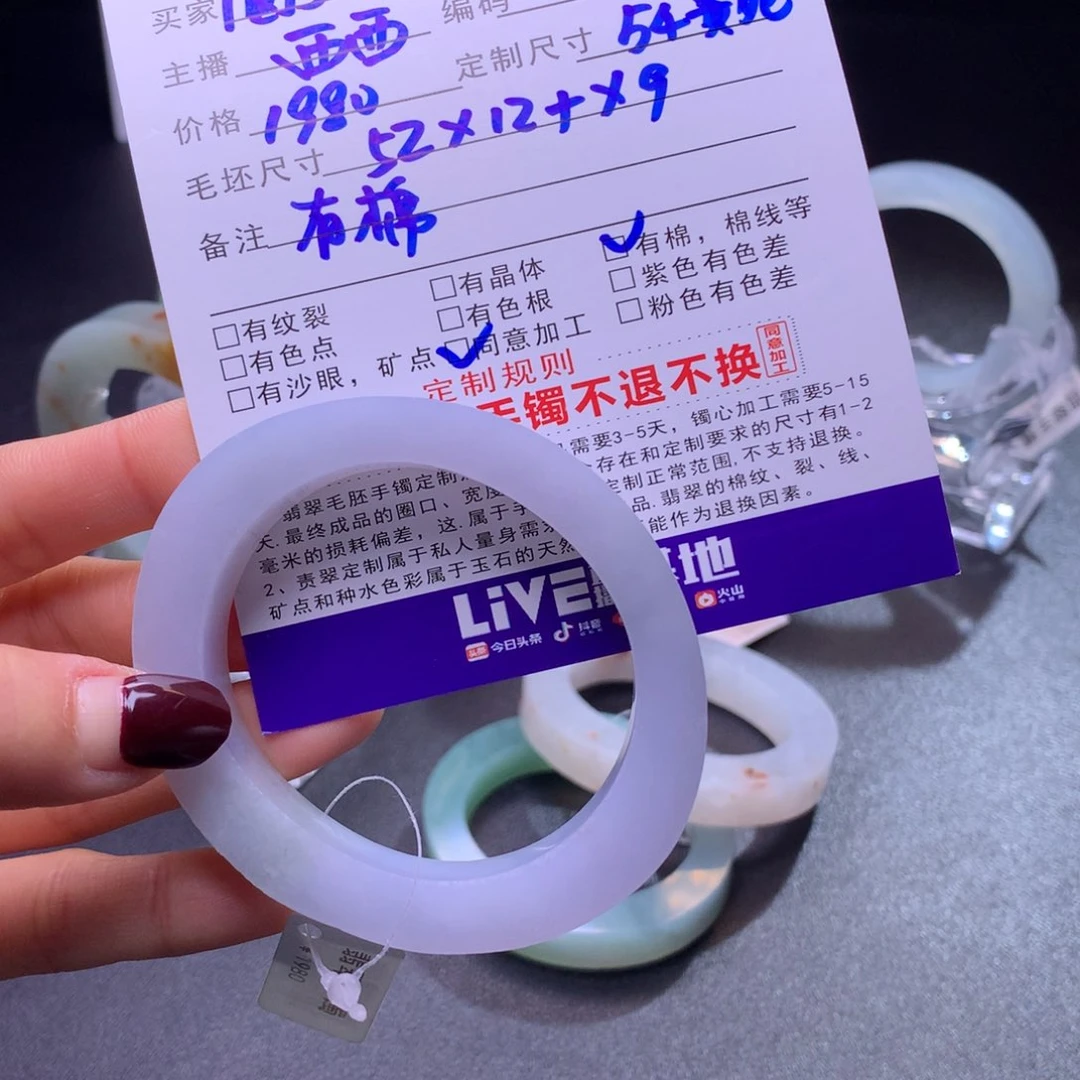 买家
编码
主播 西西
定制尺寸 54
价格 1980
毛坯尺寸 52×12+×9
备注 有棉
□有纹裂 □有晶体 ☑有棉，棉线等
□有色点 □有色根 □紫色有色差
□有沙眼，矿点 ☑同意加工 □粉色有色差
定制规则
手镯不退不换 同意加工
翡翠毛胚手镯定制 需要3-5天，镯心加工需要5-15
天.最终成品的圈口、宽度 存在和定制要求的尺寸有1-2
毫米的损耗偏差，这.属于 定制正常范围,不支持退换。
2、责翠定制属于私人量身需 品.翡翠的棉纹、裂、线、
矿点和种水色彩属于玉石的天然 能作为退换因素。
LiVE 播 基地
头条 今日头条 抖音 火山
¥1980